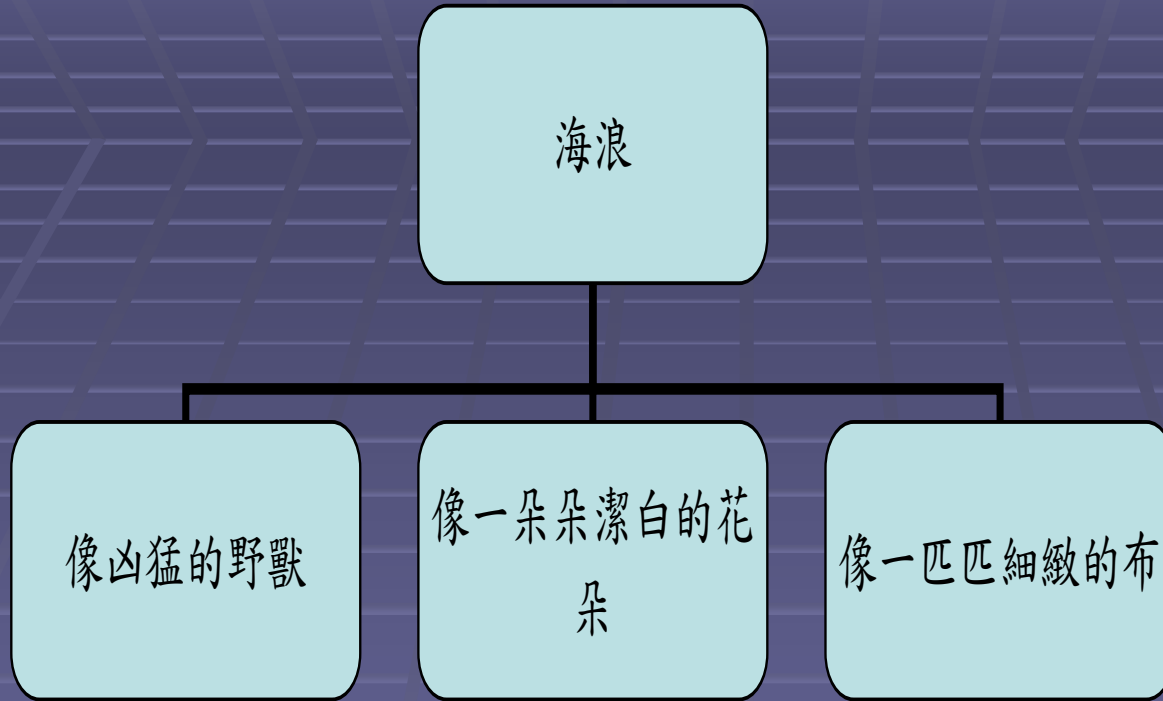 海浪
像凶猛的野獸
像一朵朵潔白的花
朵
像一匹匹細緻的布